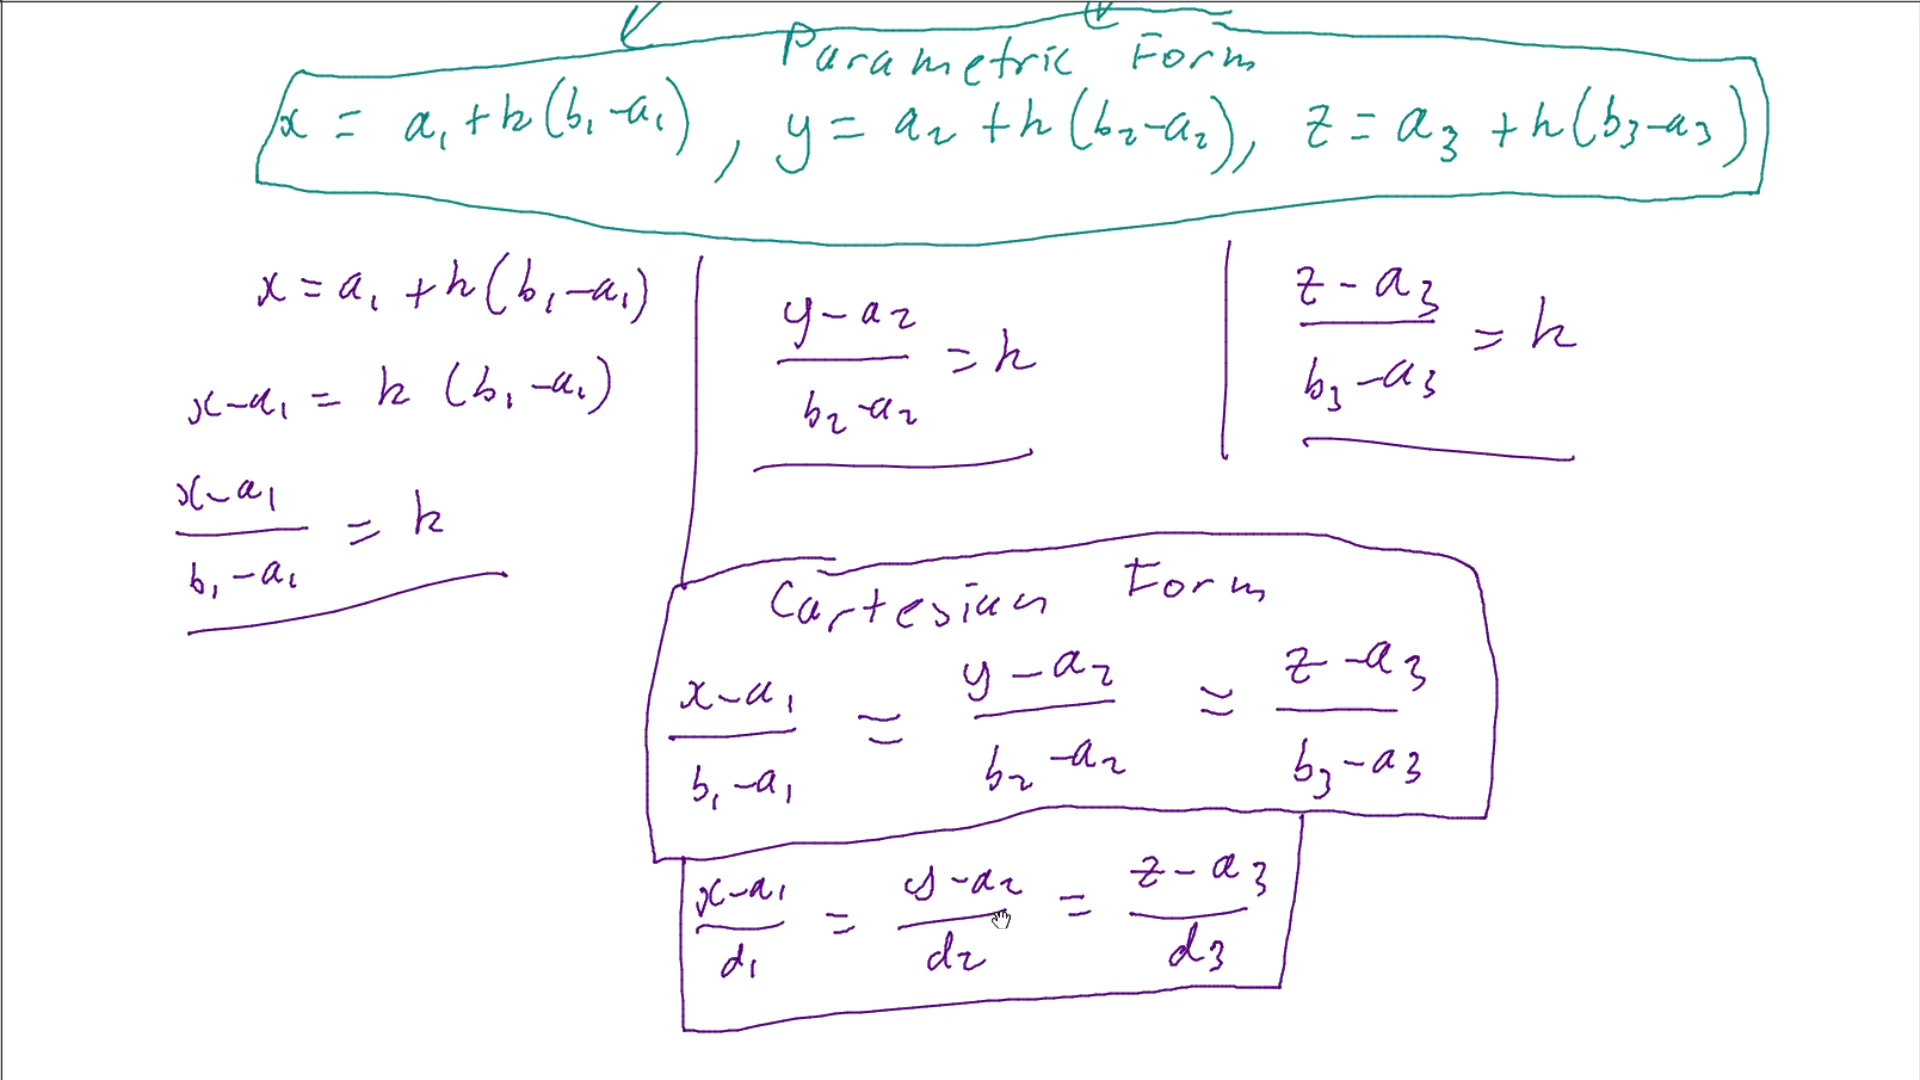 Parametric Form
x = a₁ + k(b₁-a₁), y = a₂ + k(b₂-a₂), z = a₃ + k(b₃-a₃)
x = a₁ + k(b₁-a₁)
x-a₁ = k (b₁-a₁)
(x-a₁)/(b₁-a₁) = k
(y-a₂)/(b₂-a₂) = k
(z-a₃)/(b₃-a₃) = k
Cartesian Form
(x-a₁)/(b₁-a₁) = (y-a₂)/(b₂-a₂) = (z-a₃)/(b₃-a₃)
(x-a₁)/d₁ = (y-a₂)/d₂ = (z-a₃)/d₃